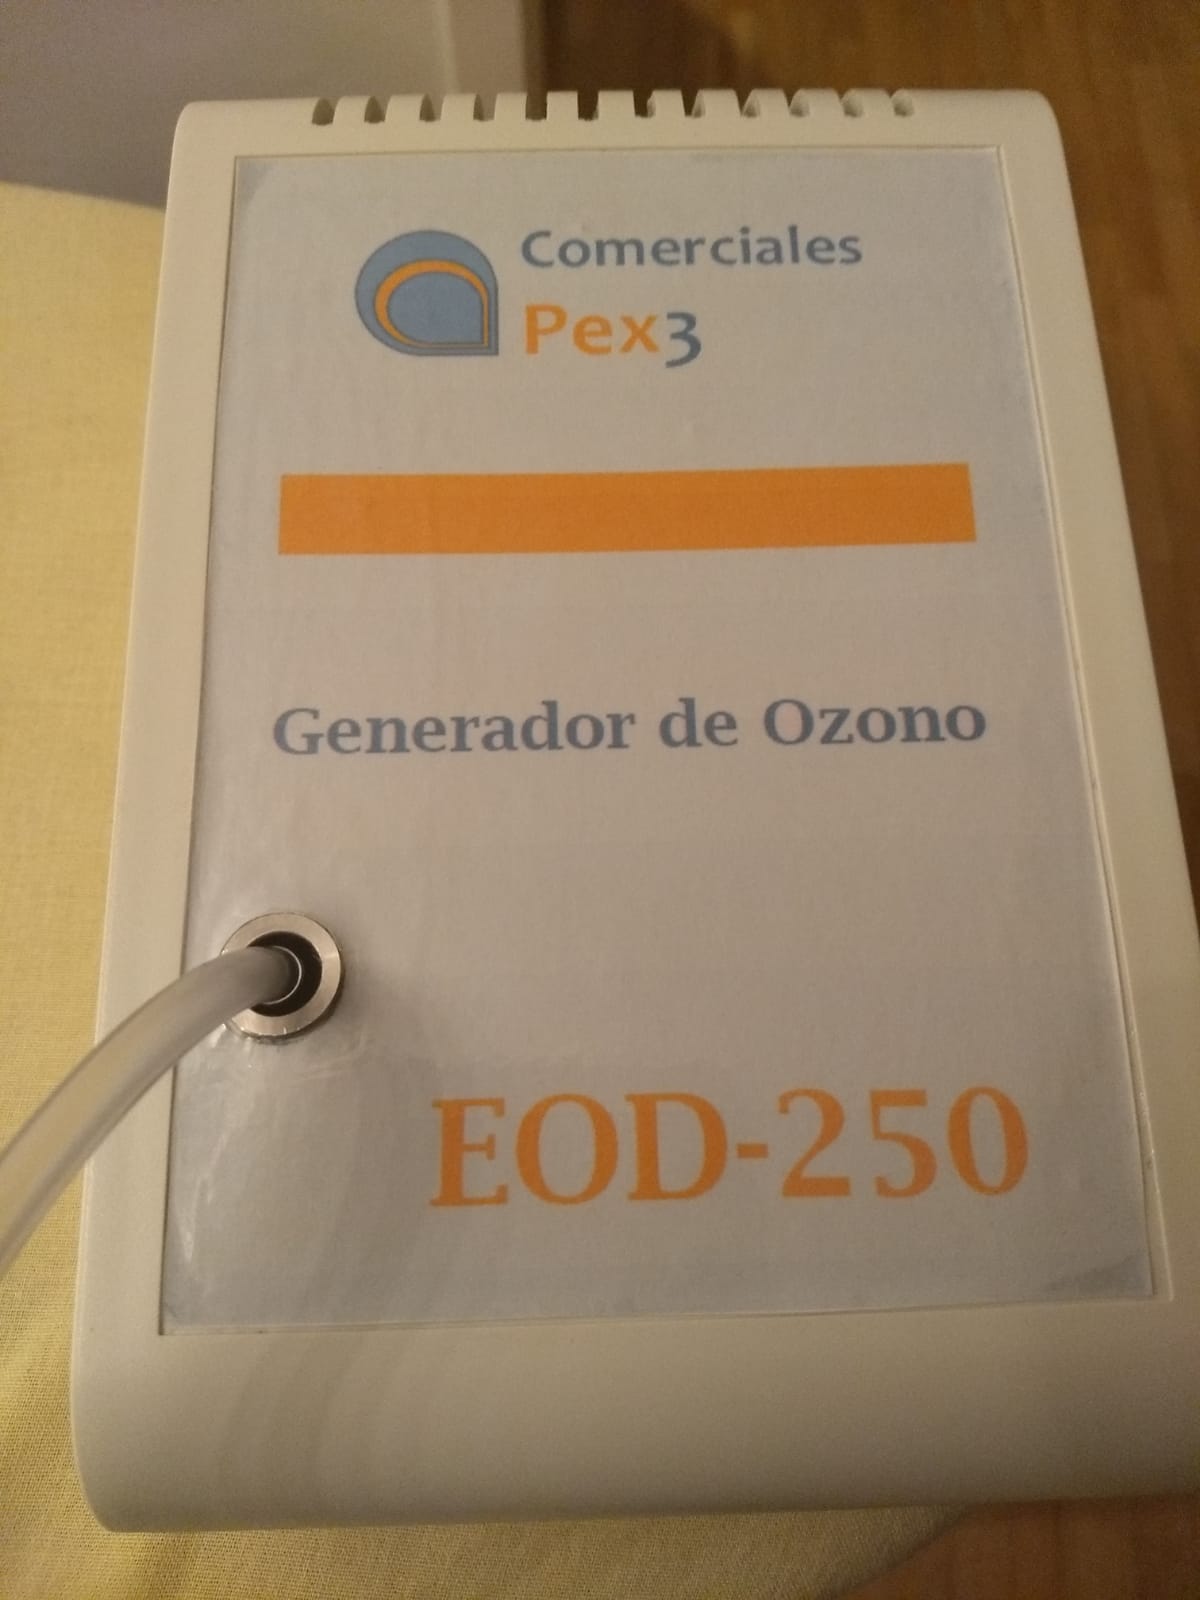 Comerciales
Pex3
Generador de Ozono
EOD-250